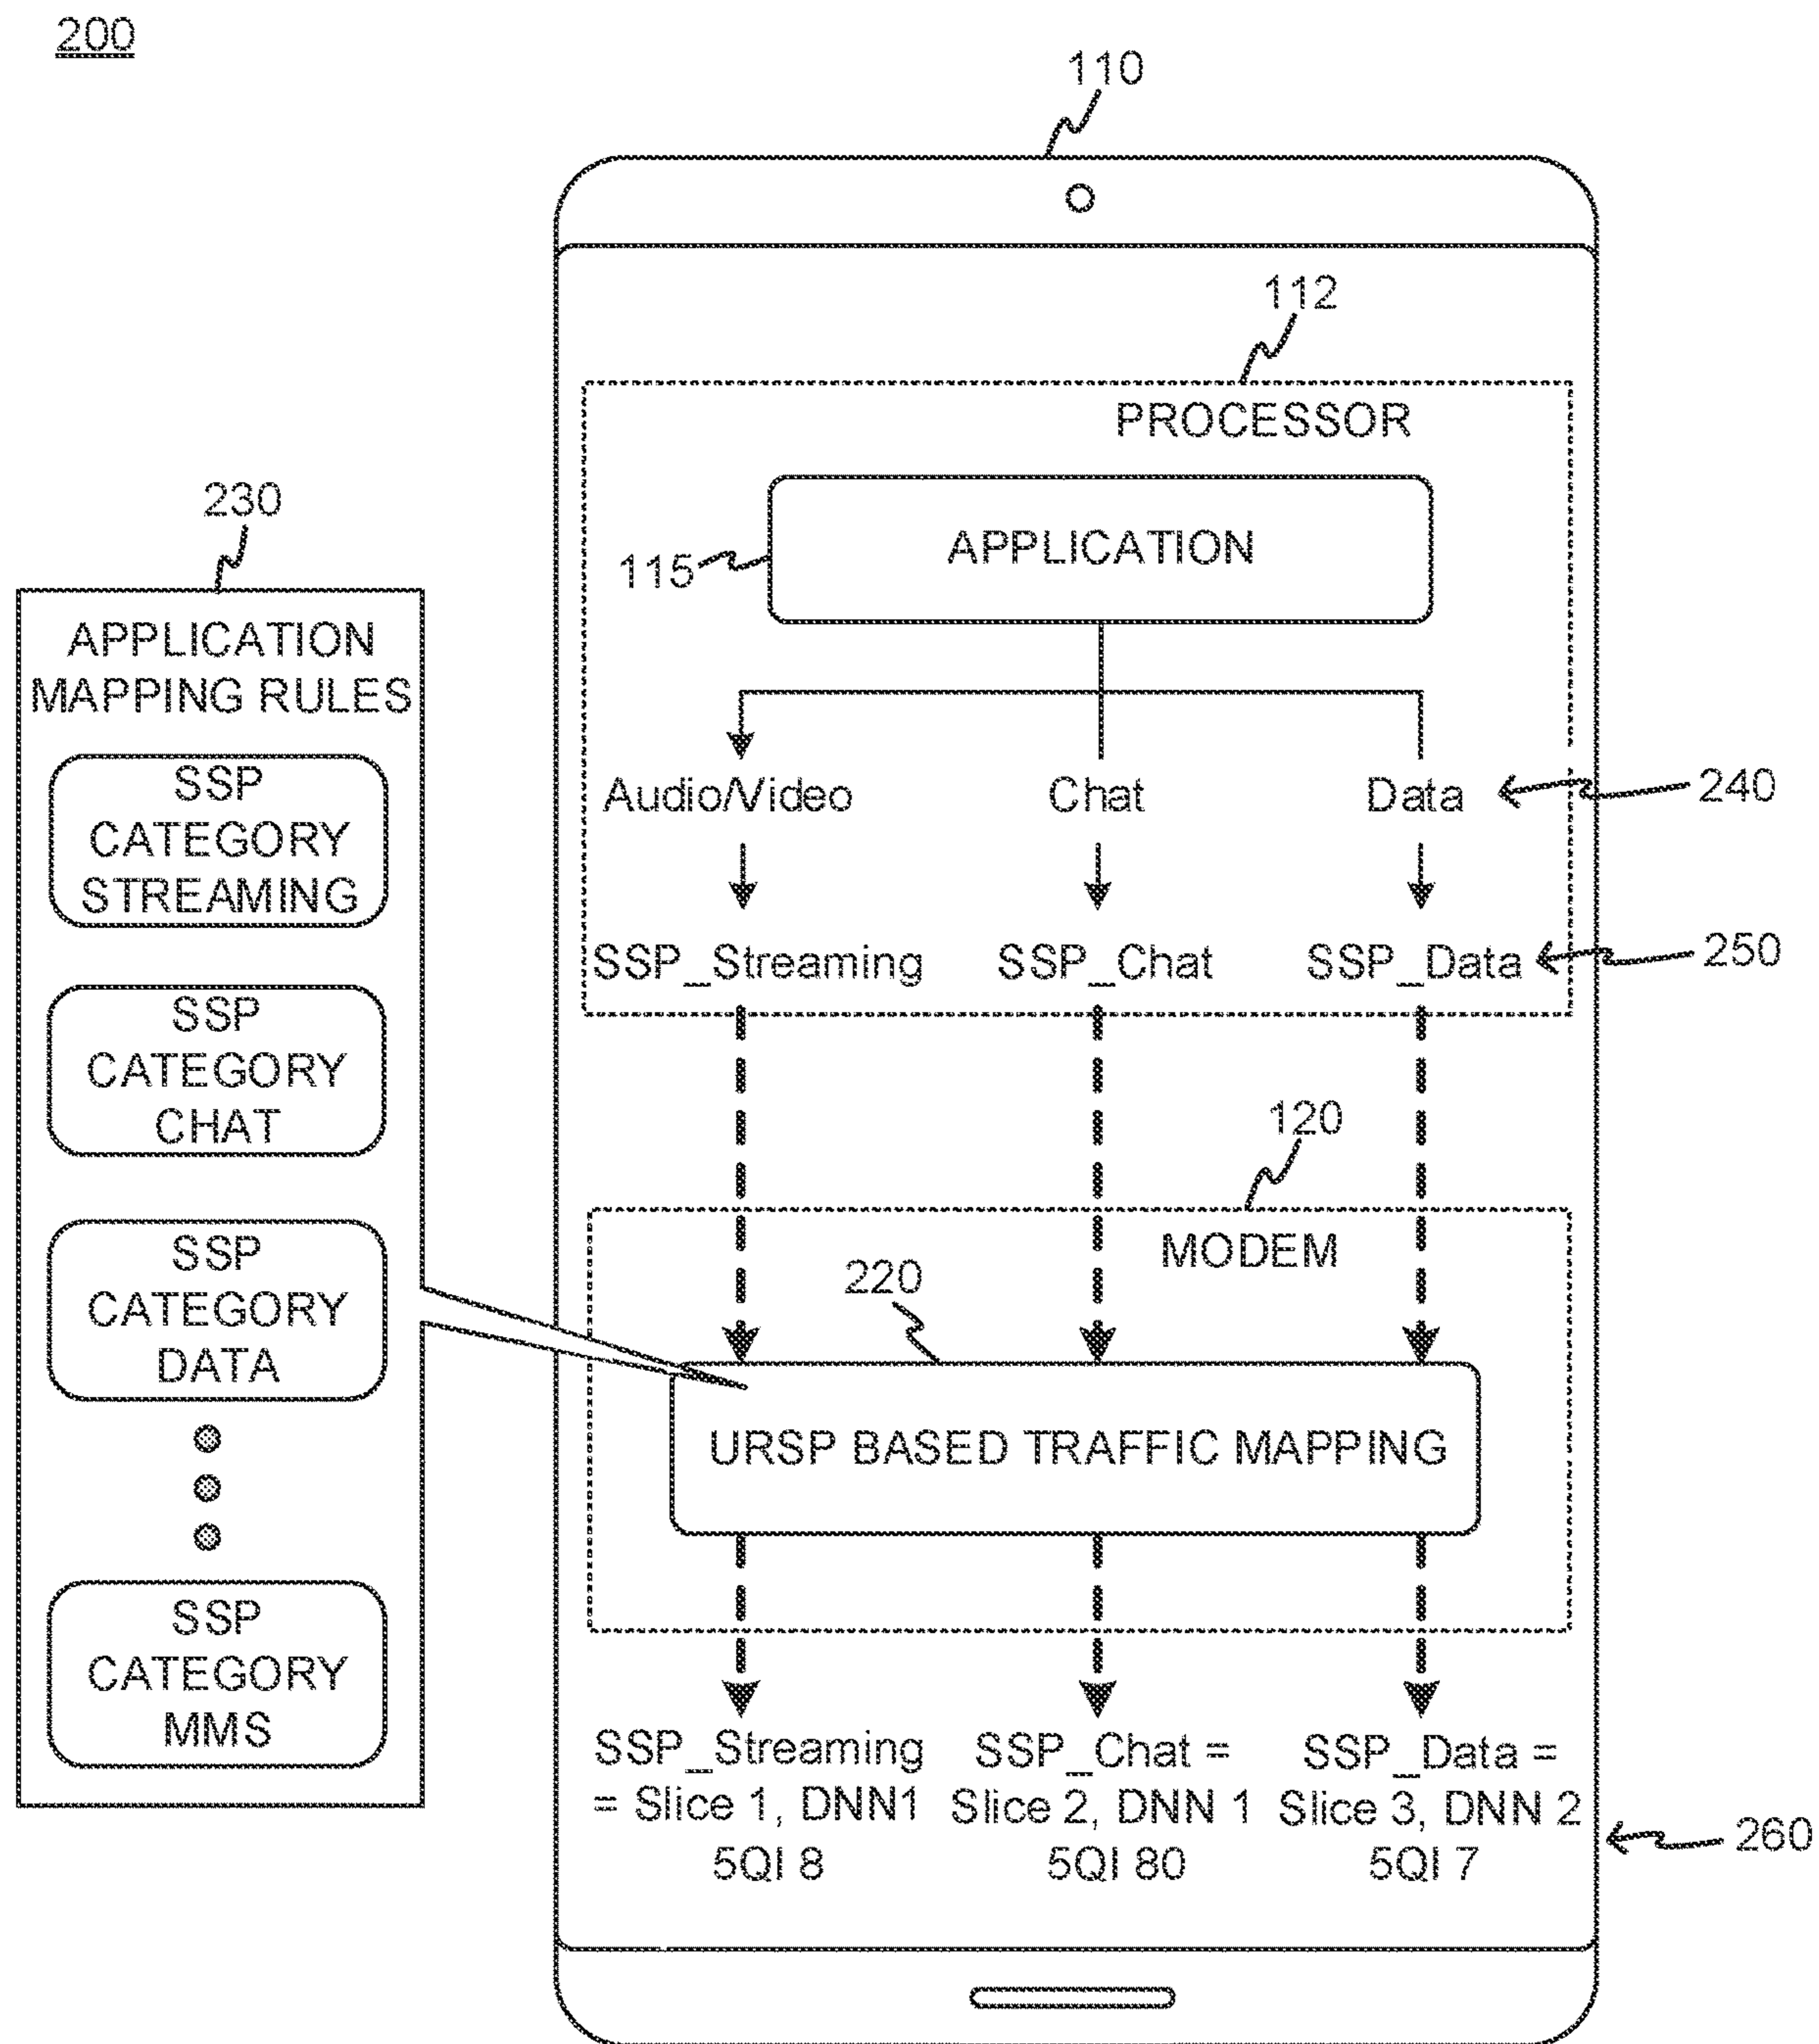 200
110
112
PROCESSOR
APPLICATION
115
230
APPLICATION
MAPPING RULES
SSP
CATEGORY
STREAMING
SSP
CATEGORY
CHAT
SSP
CATEGORY
DATA
SSP
CATEGORY
MMS
Audio/Video Chat Data 240
SSP_Streaming SSP_Chat SSP_Data 250
120
MODEM
220
URSP BASED TRAFFIC MAPPING
SSP_Streaming
= Slice 1, DNN1
5QI 8
SSP_Chat =
Slice 2, DNN 1
5QI 80
SSP_Data =
Slice 3, DNN 2
5QI 7
260